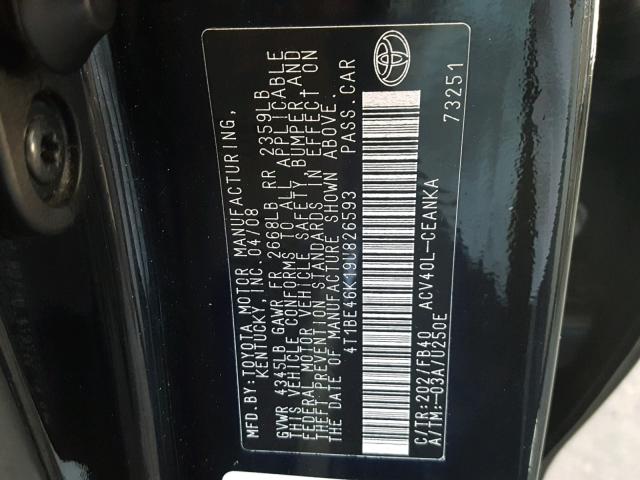 MFD.BY:TOYOTA MOTOR MANUFACTURING,
KENTUCKY, INC. 04/08
GVWR 4345LB GAWR FR 2668LB RR 2359LB
THIS VEHICLE CONFORMS TO ALL APPLICABLE
FEDERAL MOTOR VEHICLE SAFETY, BUMPER, AND
THEFT PREVENTION STANDARDS IN EFFECT ON
THE DATE OF MANUFACTURE SHOWN ABOVE.
4T1BE46K19U826593 PASS.CAR
C/TR:202/FB40 ACV40L-CEANKA
A/TM:-03A/U250E 73251